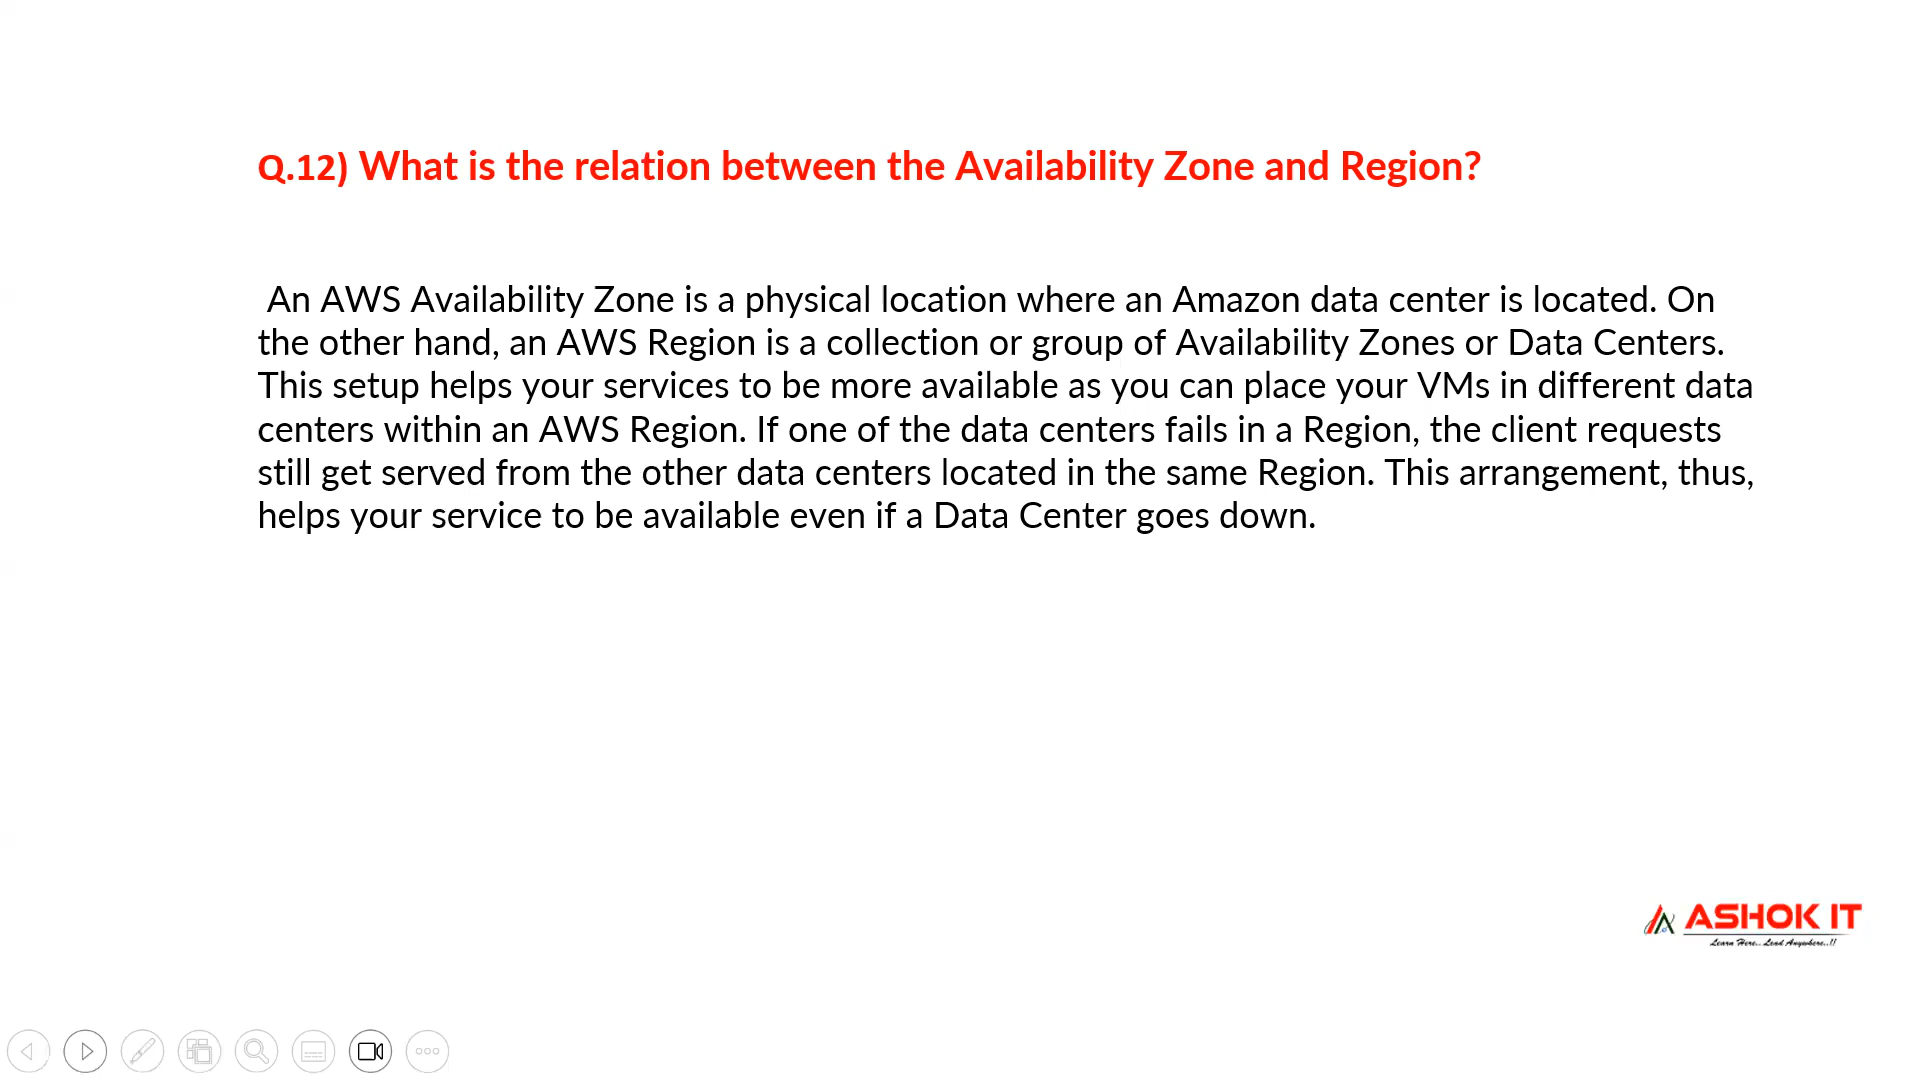 Q.12) What is the relation between the Availability Zone and Region?
An AWS Availability Zone is a physical location where an Amazon data center is located. On
the other hand, an AWS Region is a collection or group of Availability Zones or Data Centers.
This setup helps your services to be more available as you can place your VMs in different data
centers within an AWS Region. If one of the data centers fails in a Region, the client requests
still get served from the other data centers located in the same Region. This arrangement, thus,
helps your service to be available even if a Data Center goes down.
ASHOK IT
Learn Here.. Lead Anywhere..!!